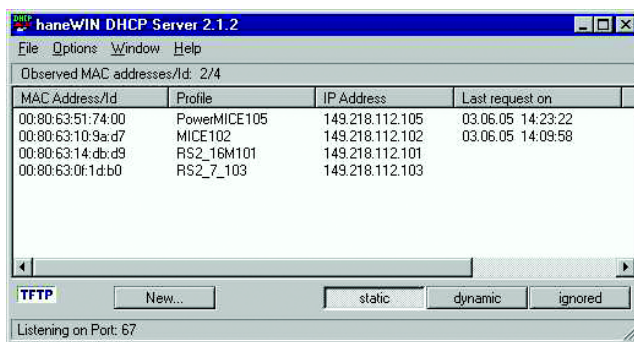 haneWIN DHCP Server 2.1.2
File Options Window Help
Observed MAC addresses/Id: 2/4
MAC Address/Id Profile IP Address Last request on
00:80:63:51:74:00 PowerMICE105 149.218.112.105 03.06.05 14:23:22
00:80:63:10:9a:d7 MICE102 149.218.112.102 03.06.05 14:09:58
00:80:63:14:db:d9 RS2_16M101 149.218.112.101
00:80:63:0f:1d:b0 RS2_7_103 149.218.112.103
TFTP New... static dynamic ignored
Listening on Port: 67